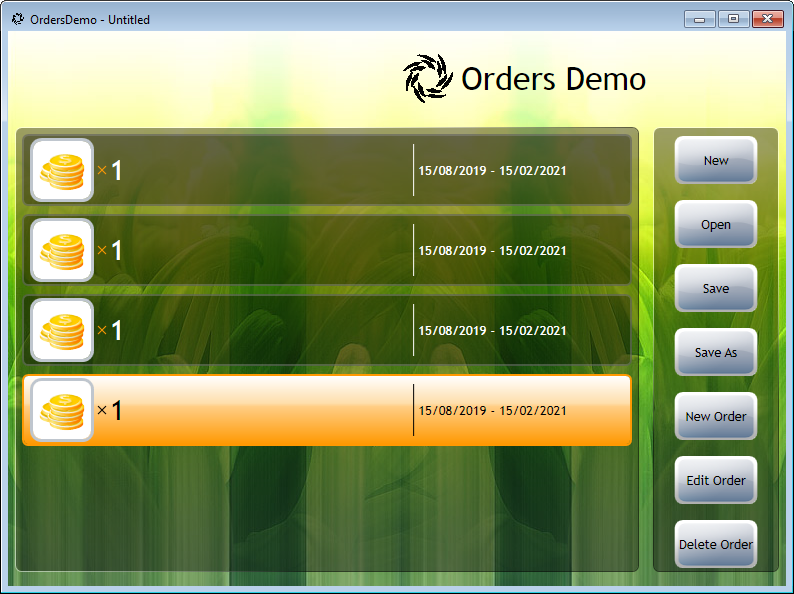 OrdersDemo - Untitled
Orders Demo
×1
15/08/2019 - 15/02/2021
×1
15/08/2019 - 15/02/2021
×1
15/08/2019 - 15/02/2021
×1
15/08/2019 - 15/02/2021
New
Open
Save
Save As
New Order
Edit Order
Delete Order